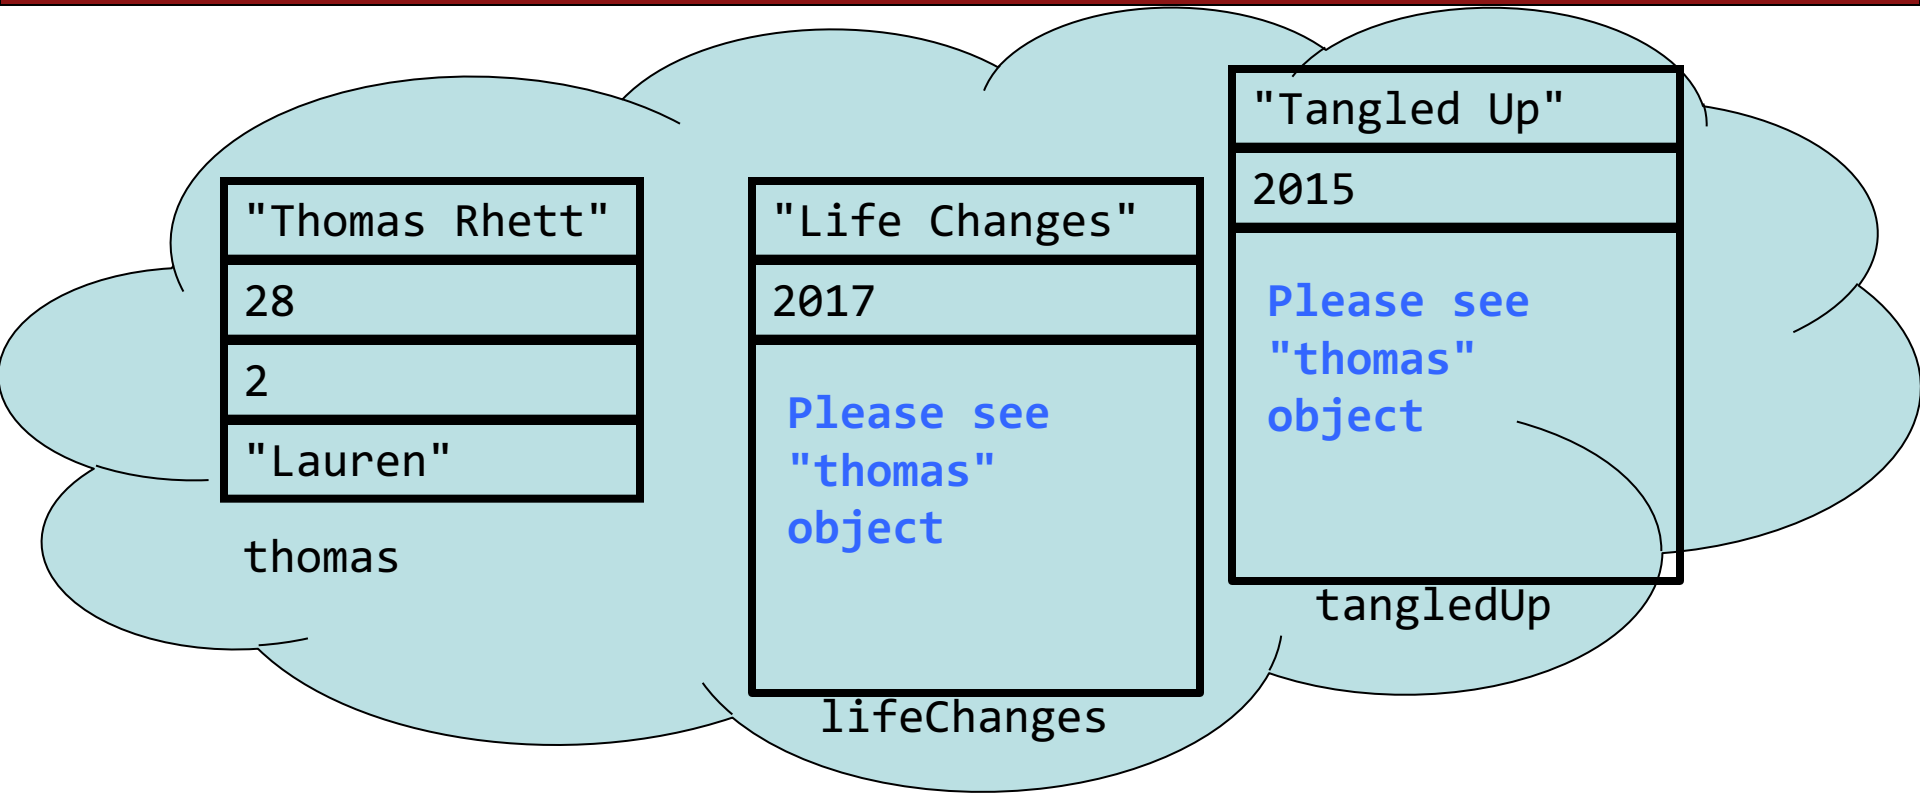 "Thomas Rhett"
28
2
"Lauren"
thomas
"Life Changes"
2017
Please see
"thomas"
object
lifeChanges
"Tangled Up"
2015
Please see
"thomas"
object
tangledUp